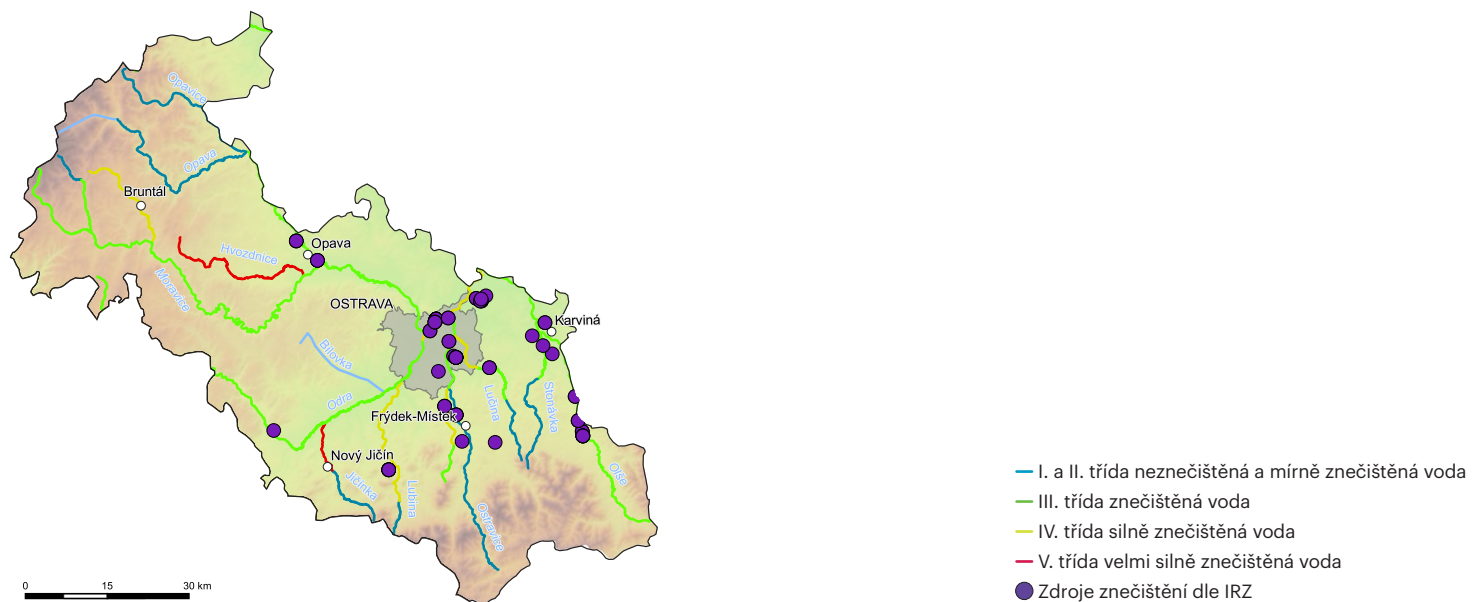 Opavice
Opava
Bruntál
Hvozdnice
Opava
Moravice
OSTRAVA
Karviná
Bílovka
Odra
Lučina
Stonávka
Frýdek-Místek
Nový Jičín
Jičínka
Lubina
Ostravice
Olše
0 15 30 km
I. a II. třída neznečištěná a mírně znečištěná voda
III. třída znečištěná voda
IV. třída silně znečištěná voda
V. třída velmi silně znečištěná voda
Zdroje znečištění dle IRZ